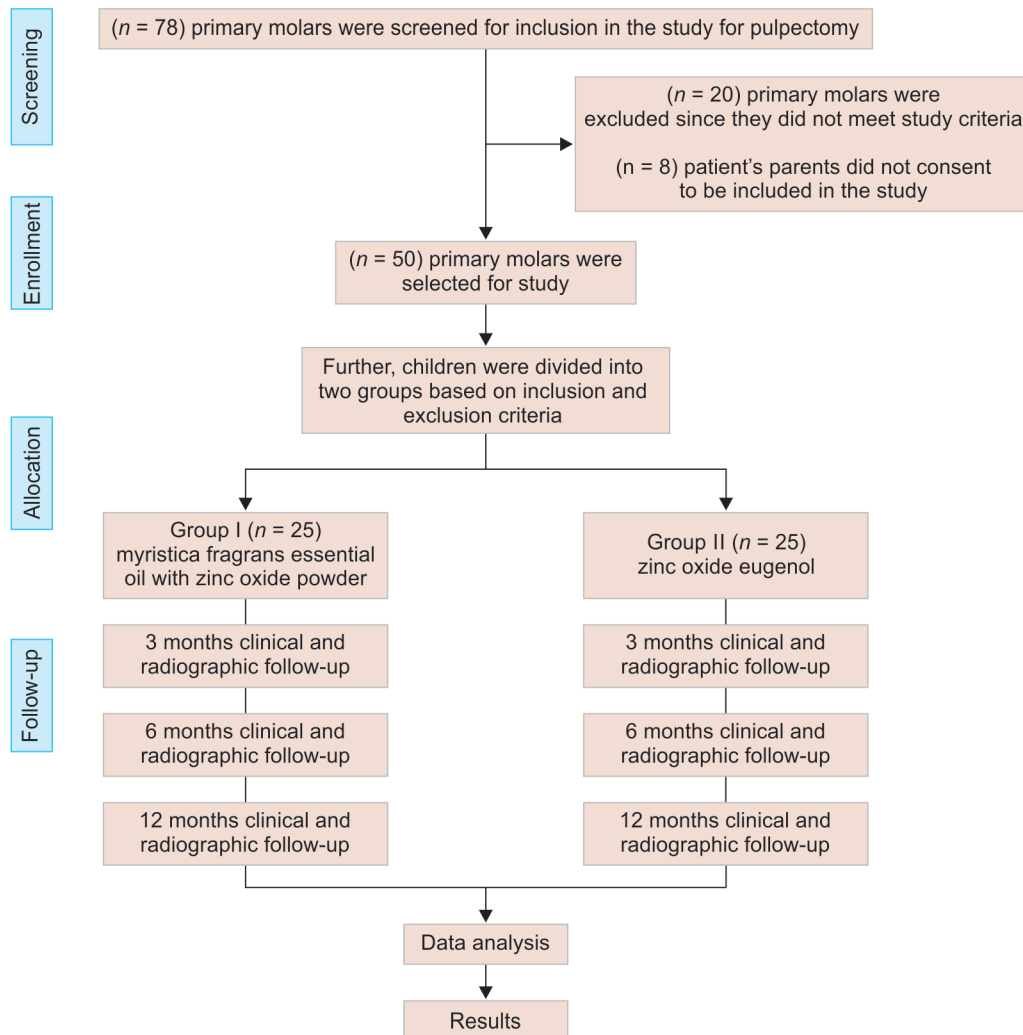 Screening
(n = 78) primary molars were screened for inclusion in the study for pulpectomy
(n = 20) primary molars were
excluded since they did not meet study criteria
(n = 8) patient's parents did not consent
to be included in the study
Enrollment
(n = 50) primary molars were
selected for study
Further, children were divided into
two groups based on inclusion and
exclusion criteria
Allocation
Group I (n = 25)
myristica fragrans essential
oil with zinc oxide powder
Group II (n = 25)
zinc oxide eugenol
Follow-up
3 months clinical and
radiographic follow-up
3 months clinical and
radiographic follow-up
6 months clinical and
radiographic follow-up
6 months clinical and
radiographic follow-up
12 months clinical and
radiographic follow-up
12 months clinical and
radiographic follow-up
Data analysis
Results